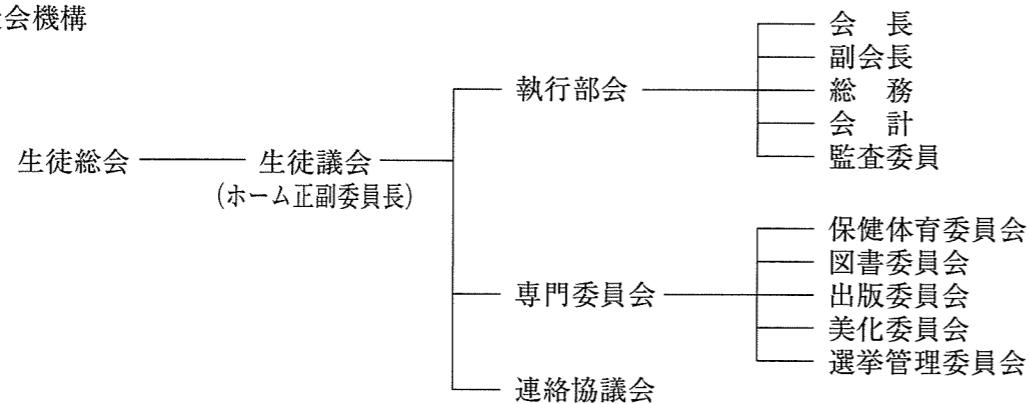 会機構
生徒総会
生徒議会
(ホーム正副委員長)
執行部会
会 長
副会長
総 務
会 計
監査委員
専門委員会
保健体育委員会
図書委員会
出版委員会
美化委員会
選挙管理委員会
連絡協議会